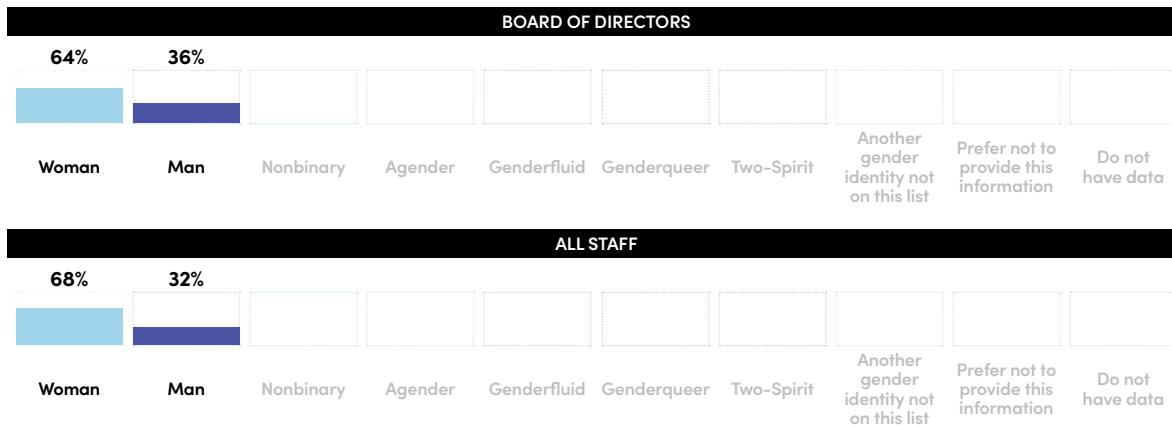 BOARD OF DIRECTORS
64% 36%
Woman Man Nonbinary Agender Genderfluid Genderqueer Two-Spirit Another gender identity not on this list Prefer not to provide this information Do not have data
ALL STAFF
68% 32%
Woman Man Nonbinary Agender Genderfluid Genderqueer Two-Spirit Another gender identity not on this list Prefer not to provide this information Do not have data